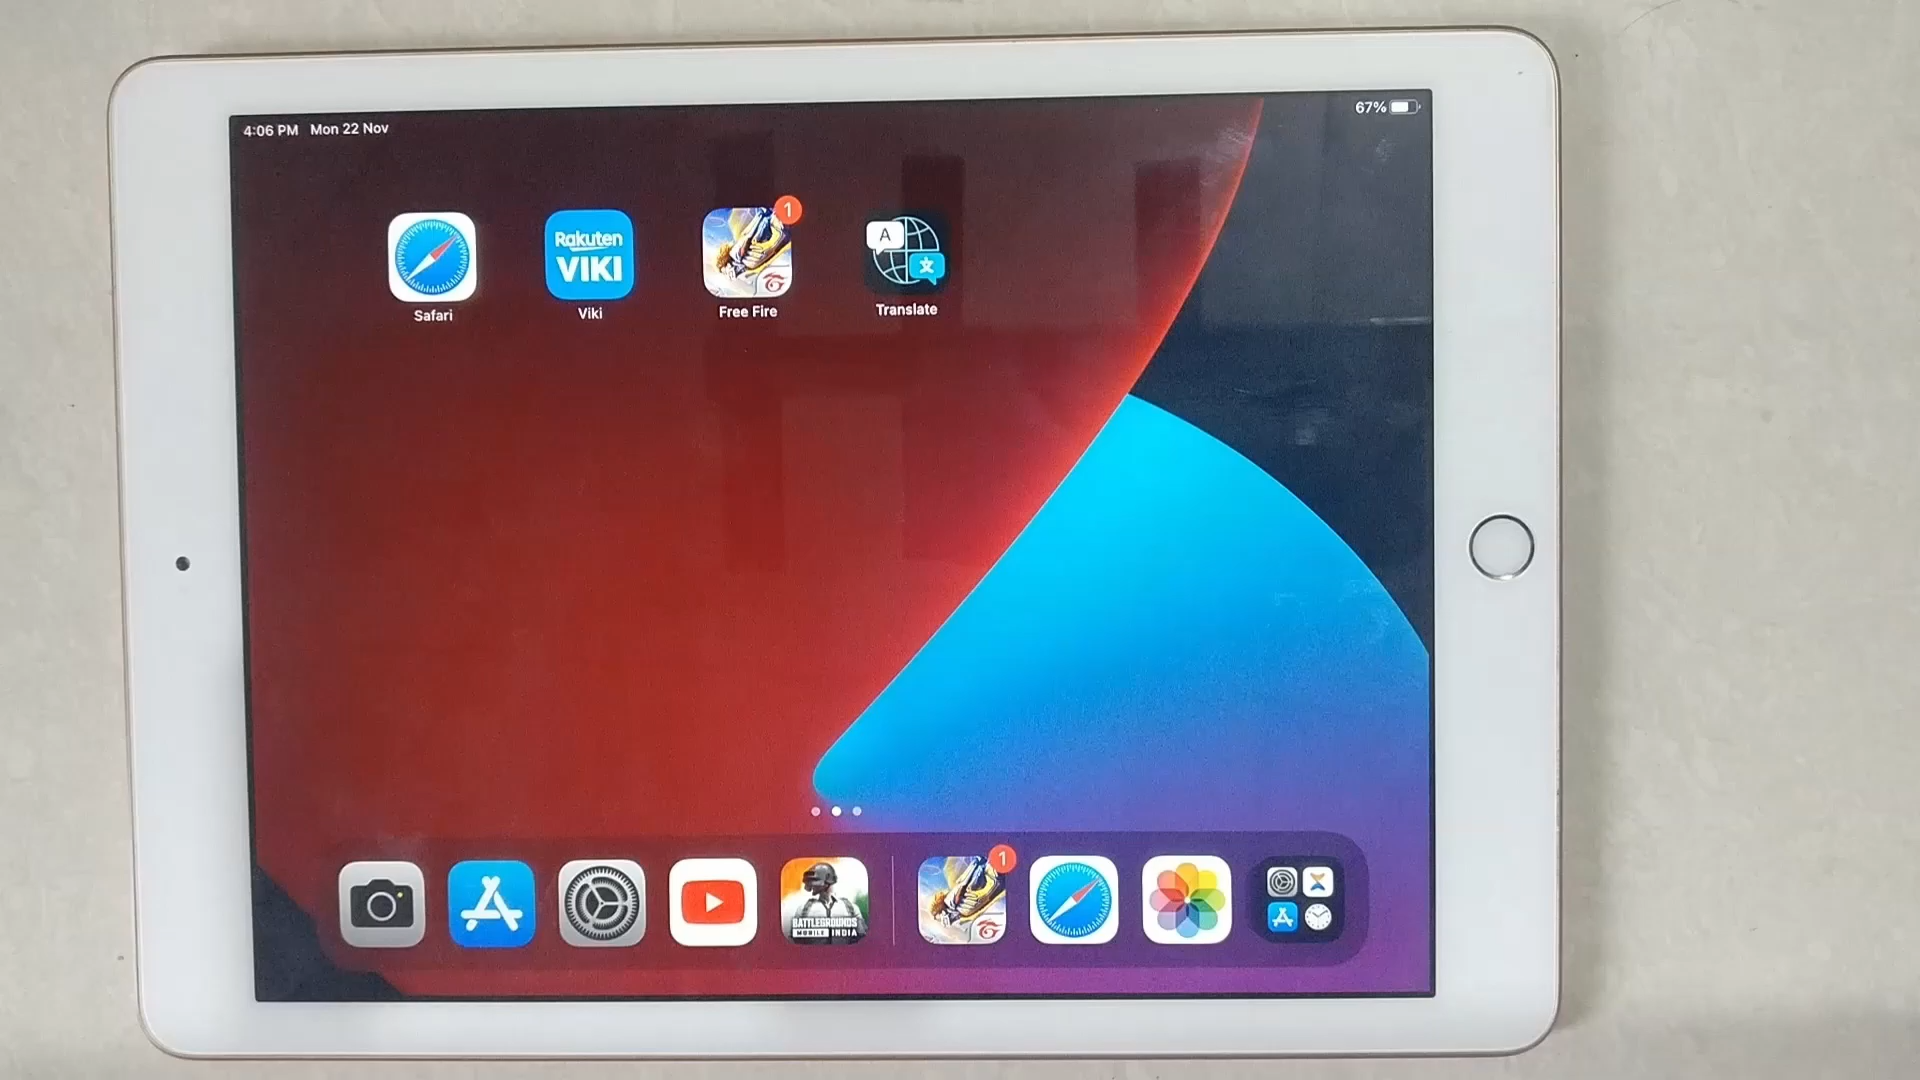 4:06 PM Mon 22 Nov
67%
Rakuten
VIKI
1
A
文
Safari
Viki
Free Fire
Translate
1
BATTLEGROUNDS
MOBILE INDIA